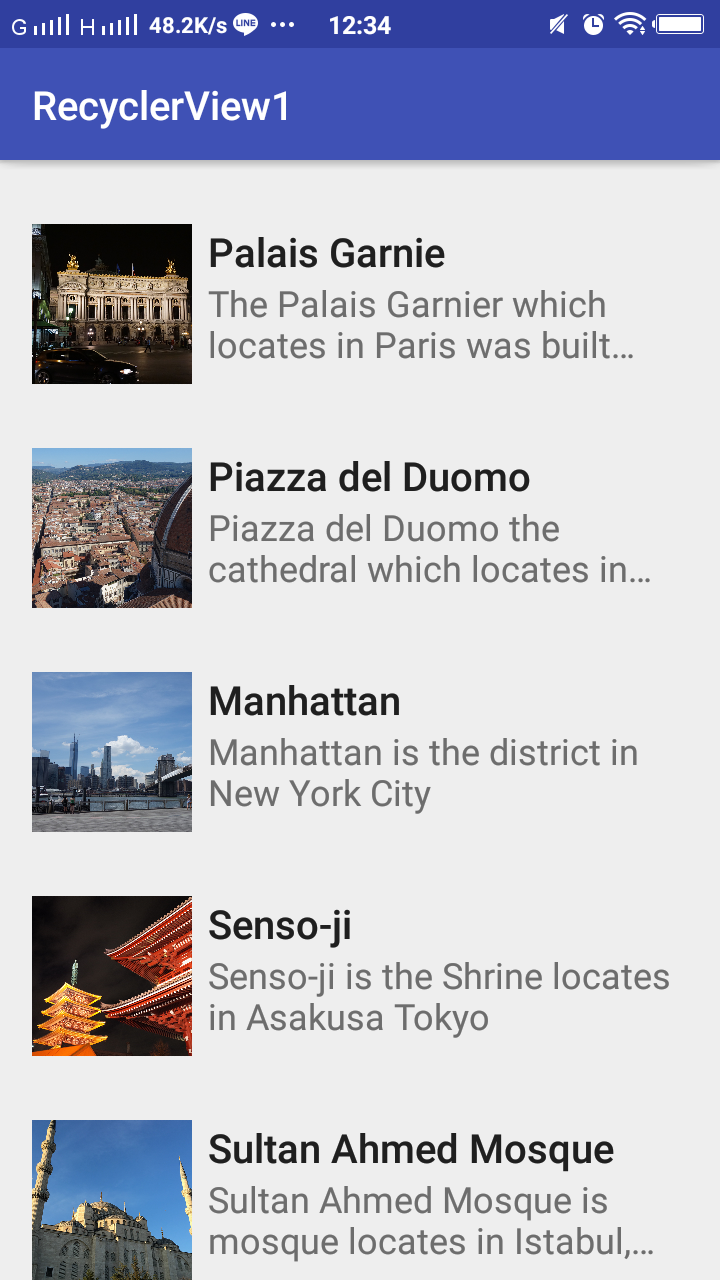 G H 48.2K/s LINE ... 12:34
RecyclerView1
Palais Garnie
The Palais Garnier which
locates in Paris was built…
Piazza del Duomo
Piazza del Duomo the
cathedral which locates in…
Manhattan
Manhattan is the district in
New York City
Senso-ji
Senso-ji is the Shrine locates
in Asakusa Tokyo
Sultan Ahmed Mosque
Sultan Ahmed Mosque is
mosque locates in Istabul,…